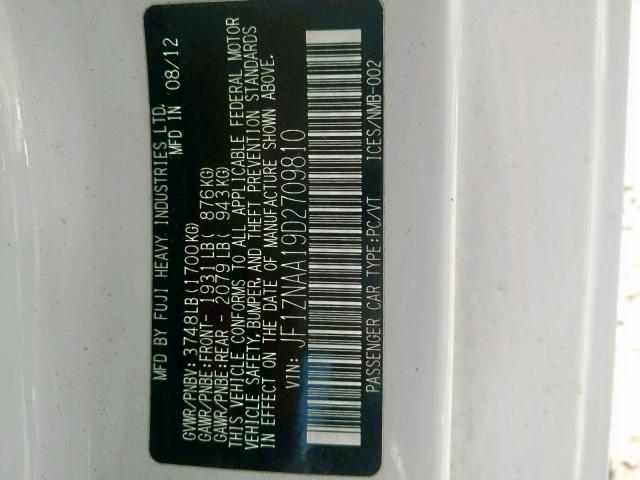 MFD BY FUJI HEAVY INDUSTRIES LTD.
MFD IN 08/12
GVWR/PNBV: 3748LB(1700KG)
GAWR/PNBE:FRONT- 1931LB( 876KG)
GAWR/PNBE:REAR - 2079LB( 943KG)
THIS VEHICLE CONFORMS TO ALL APPLICABLE FEDERAL MOTOR
VEHICLE SAFETY,BUMPER,AND THEFT PREVENTION STANDARDS
IN EFFECT ON THE DATE OF MANUFACTURE SHOWN ABOVE.
VIN: JF1ZNAA19D2709810
PASSENGER CAR TYPE:PC/VT ICES/NMB-002